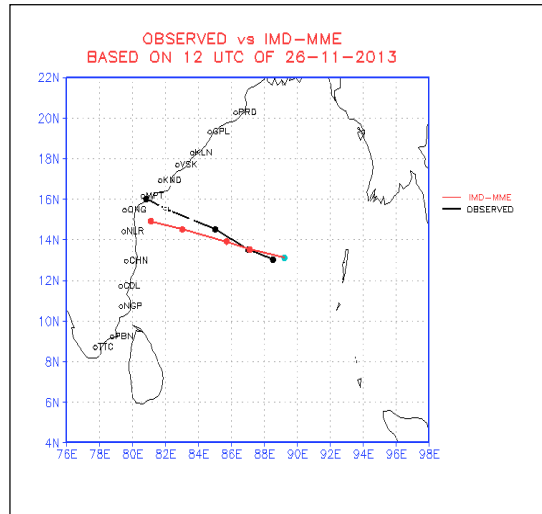 OBSERVED vs IMD-MME
BASED ON 12 UTC OF 26-11-2013
22N
20N
18N
16N
14N
12N
10N
8N
6N
4N
76E 78E 80E 82E 84E 86E 88E 90E 92E 94E 96E 98E
PRD
GPL
KLN
VSK
KND
MPT
ONG
NLR
CHN
CDL
NGP
PBN
TTC
IMD-MME
OBSERVED